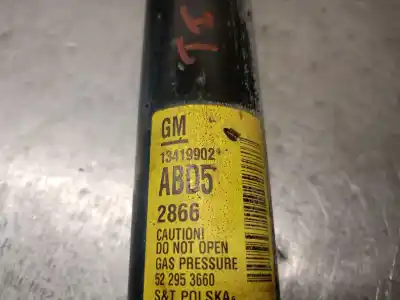 GM
13419902
ABD5
2866
CAUTION!
DO NOT OPEN
GAS PRESSURE
52 295 3660
S&T POLSKA